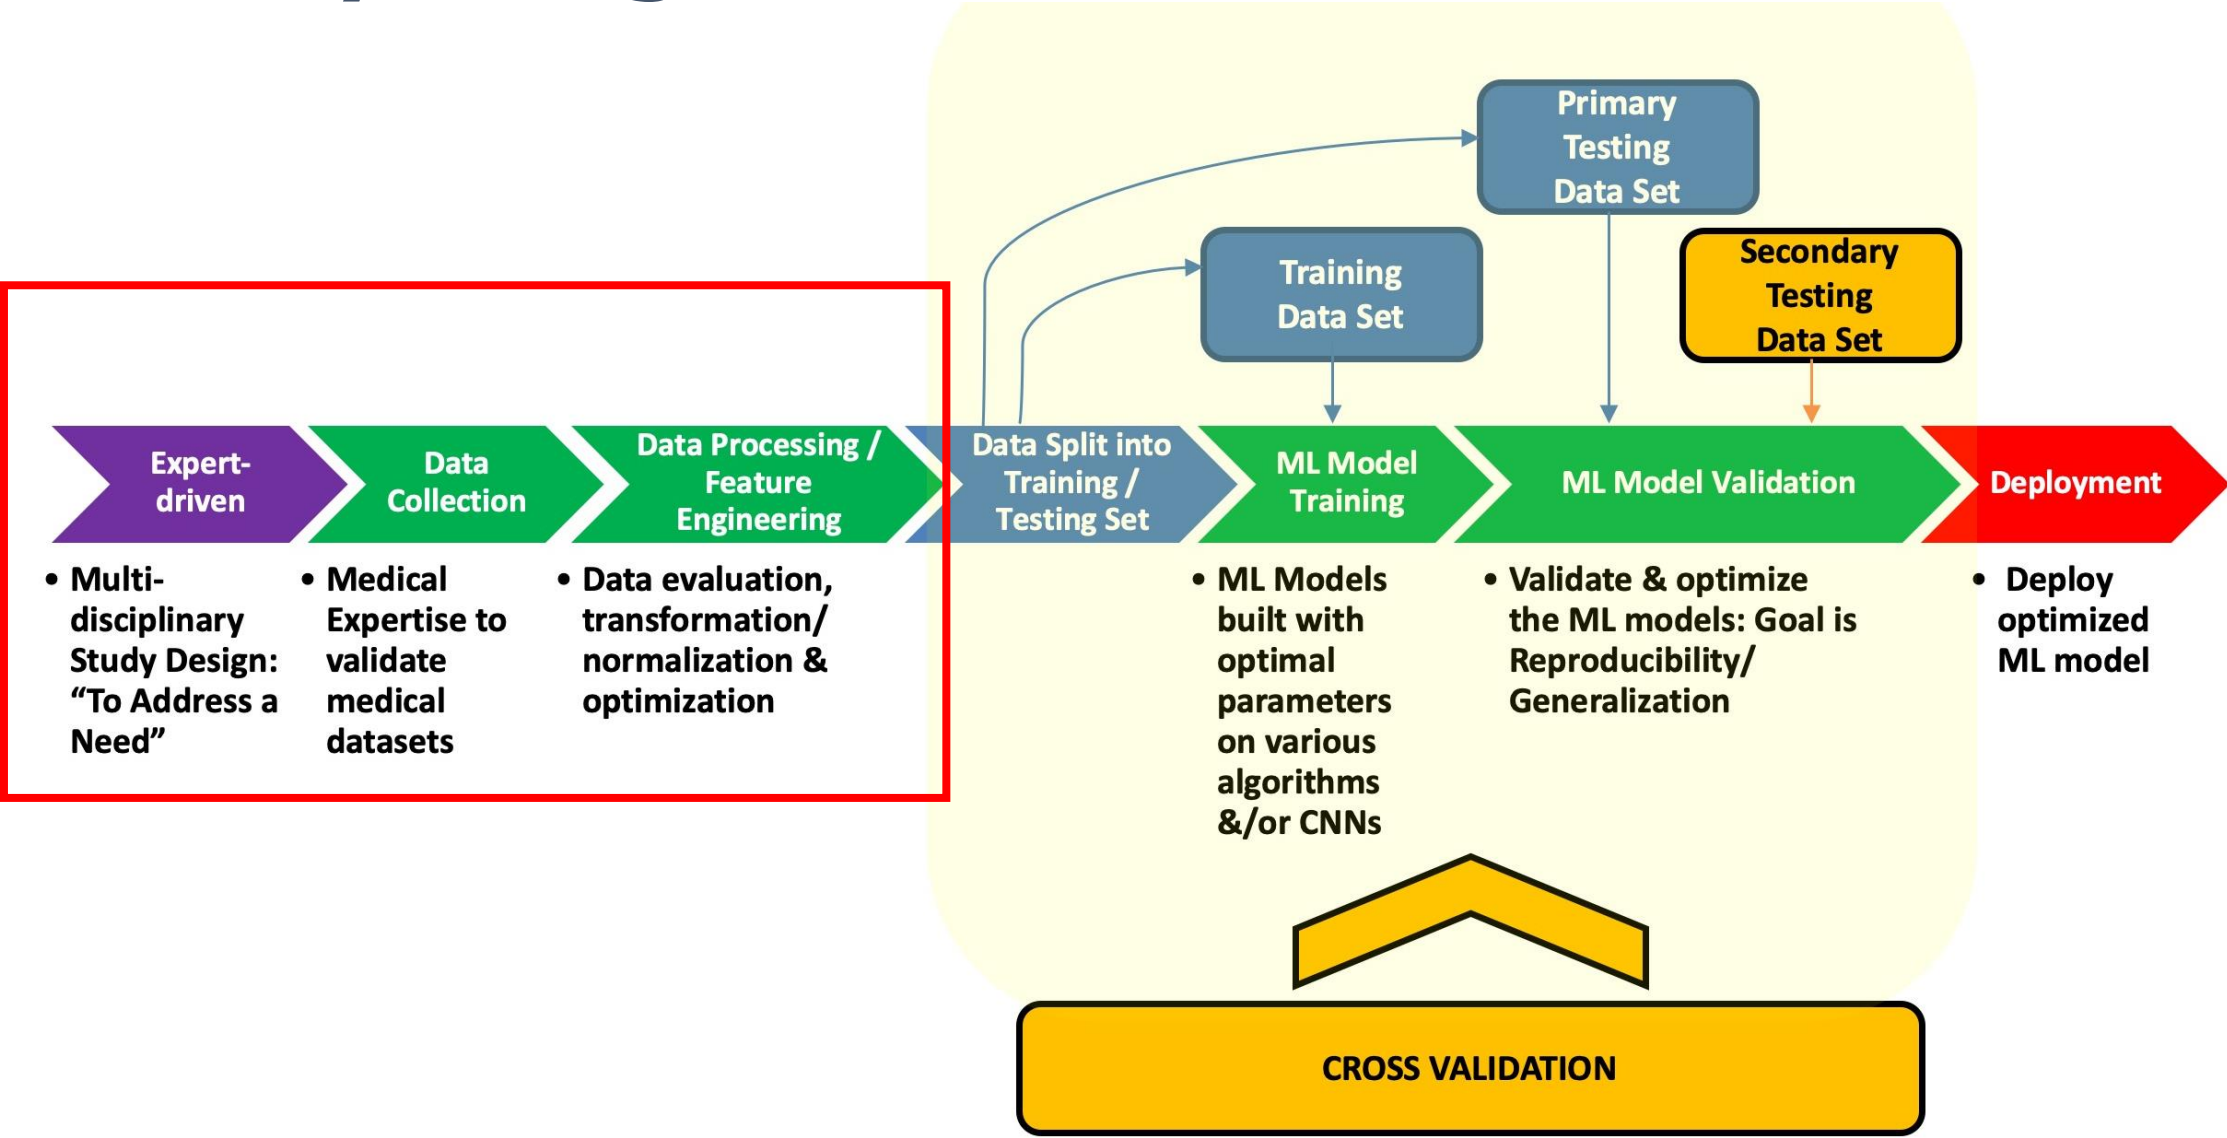 Primary
Testing
Data Set
Training
Data Set
Secondary
Testing
Data Set
Expert-
driven
Data
Collection
Data Processing /
Feature
Engineering
Data Split into
Training /
Testing Set
ML Model
Training
ML Model Validation
Deployment
• Multi-
disciplinary
Study Design:
“To Address a
Need”
• Medical
Expertise to
validate
medical
datasets
• Data evaluation,
transformation/
normalization &
optimization
• ML Models
built with
optimal
parameters
on various
algorithms
&/or CNNs
• Validate & optimize
the ML models: Goal is
Reproducibility/
Generalization
• Deploy
optimized
ML model
CROSS VALIDATION